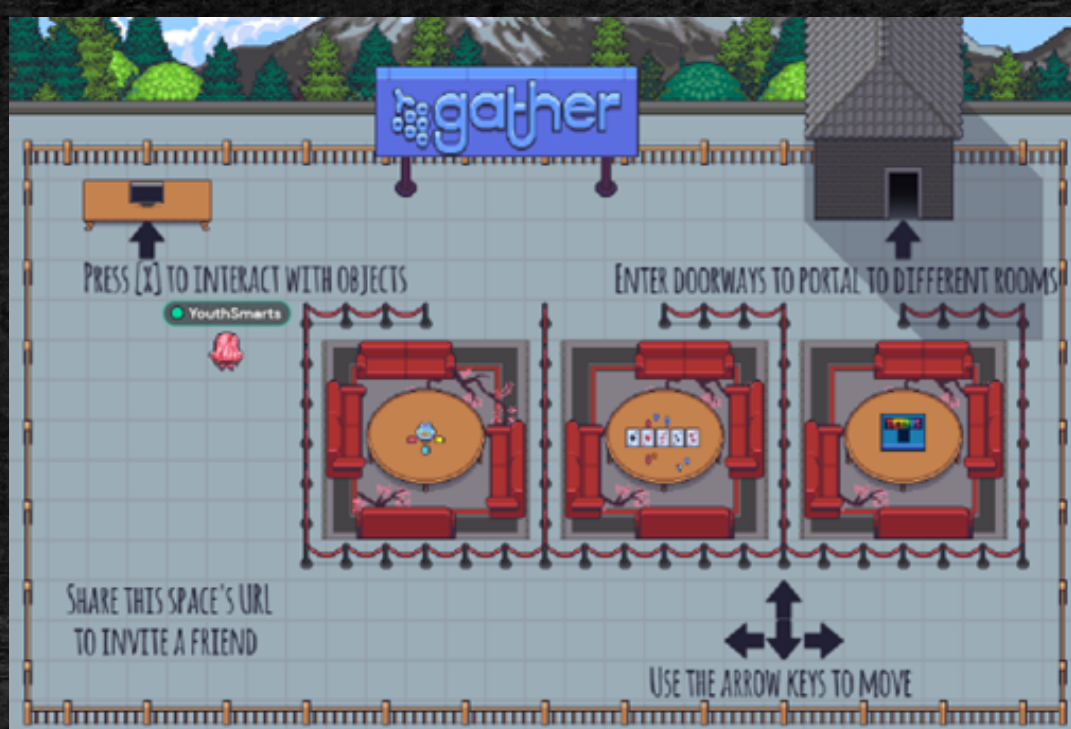 gather
PRESS [X] TO INTERACT WITH OBJECTS
ENTER DOORWAYS TO PORTAL TO DIFFERENT ROOMS
YouthSmarts
SHARE THIS SPACE'S URL
TO INVITE A FRIEND
USE THE ARROW KEYS TO MOVE